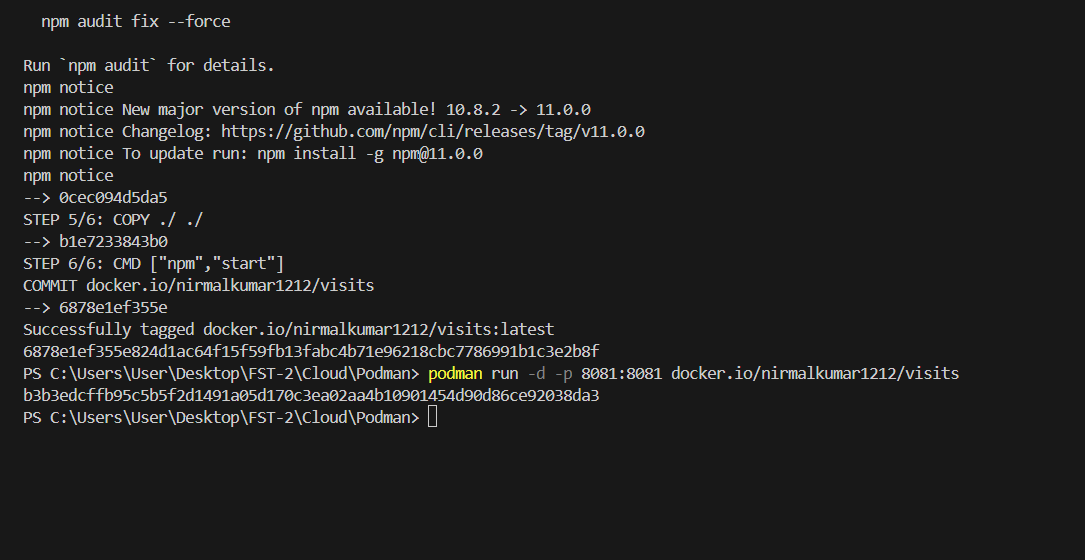 npm audit fix --force
Run `npm audit` for details.
npm notice
npm notice New major version of npm available! 10.8.2 -> 11.0.0
npm notice Changelog: https://github.com/npm/cli/releases/tag/v11.0.0
npm notice To update run: npm install -g npm@11.0.0
npm notice
--> 0cec094d5da5
STEP 5/6: COPY ./ ./
--> b1e7233843b0
STEP 6/6: CMD ["npm","start"]
COMMIT docker.io/nirmalkumar1212/visits
--> 6878e1ef355e
Successfully tagged docker.io/nirmalkumar1212/visits:latest
6878e1ef355e824d1ac64f15f59fb13fabc4b71e96218cbc7786991b1c3e2b8f
PS C:\Users\User\Desktop\FST-2\Cloud\Podman> podman run -d -p 8081:8081 docker.io/nirmalkumar1212/visits
b3b3edcffb95c5b5f2d1491a05d170c3ea02aa4b10901454d90d86ce92038da3
PS C:\Users\User\Desktop\FST-2\Cloud\Podman>